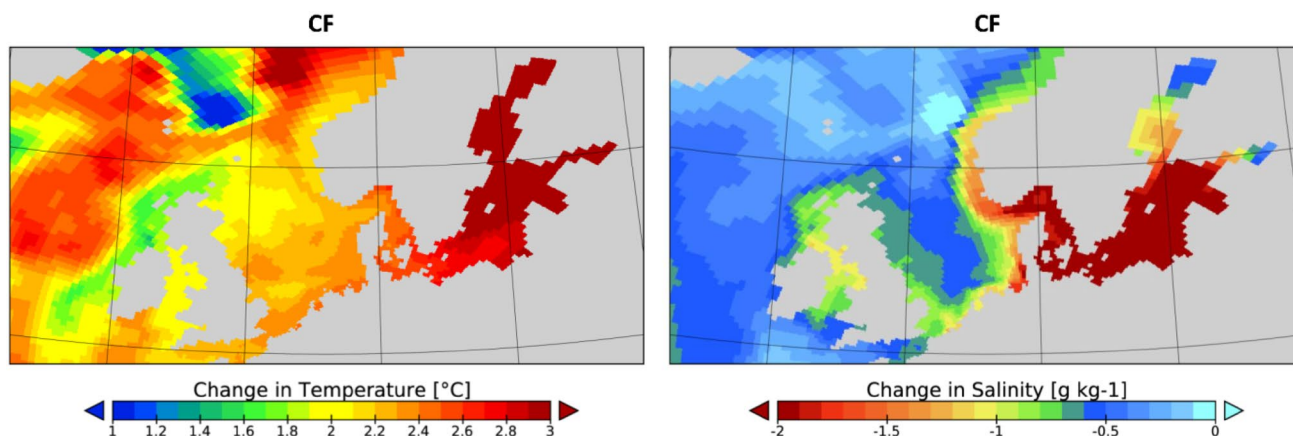 CF
CF
Change in Temperature [°C]
1 1.2 1.4 1.6 1.8 2 2.2 2.4 2.6 2.8 3
Change in Salinity [g kg-1]
-2 -1.5 -1 -0.5 0